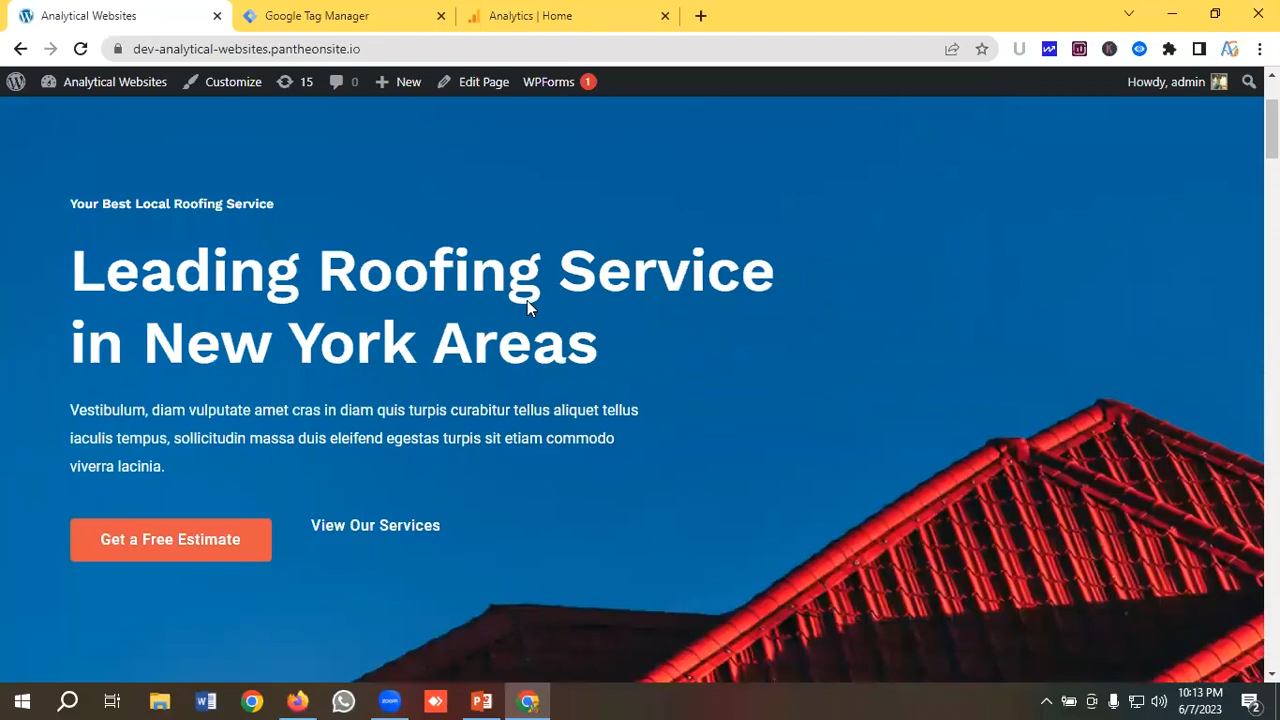 Analytical Websites
Google Tag Manager
Analytics | Home
dev-analytical-websites.pantheonsite.io
Analytical Websites
Customize
15
0
New
Edit Page
WPForms 1
Howdy, admin
Your Best Local Roofing Service
Leading Roofing Service
in New York Areas
Vestibulum, diam vulputate amet cras in diam quis turpis curabitur tellus aliquet tellus
iaculis tempus, sollicitudin massa duis eleifend egestas turpis sit etiam commodo
viverra lacinia.
Get a Free Estimate
View Our Services
zoom
10:13 PM
6/7/2023
2